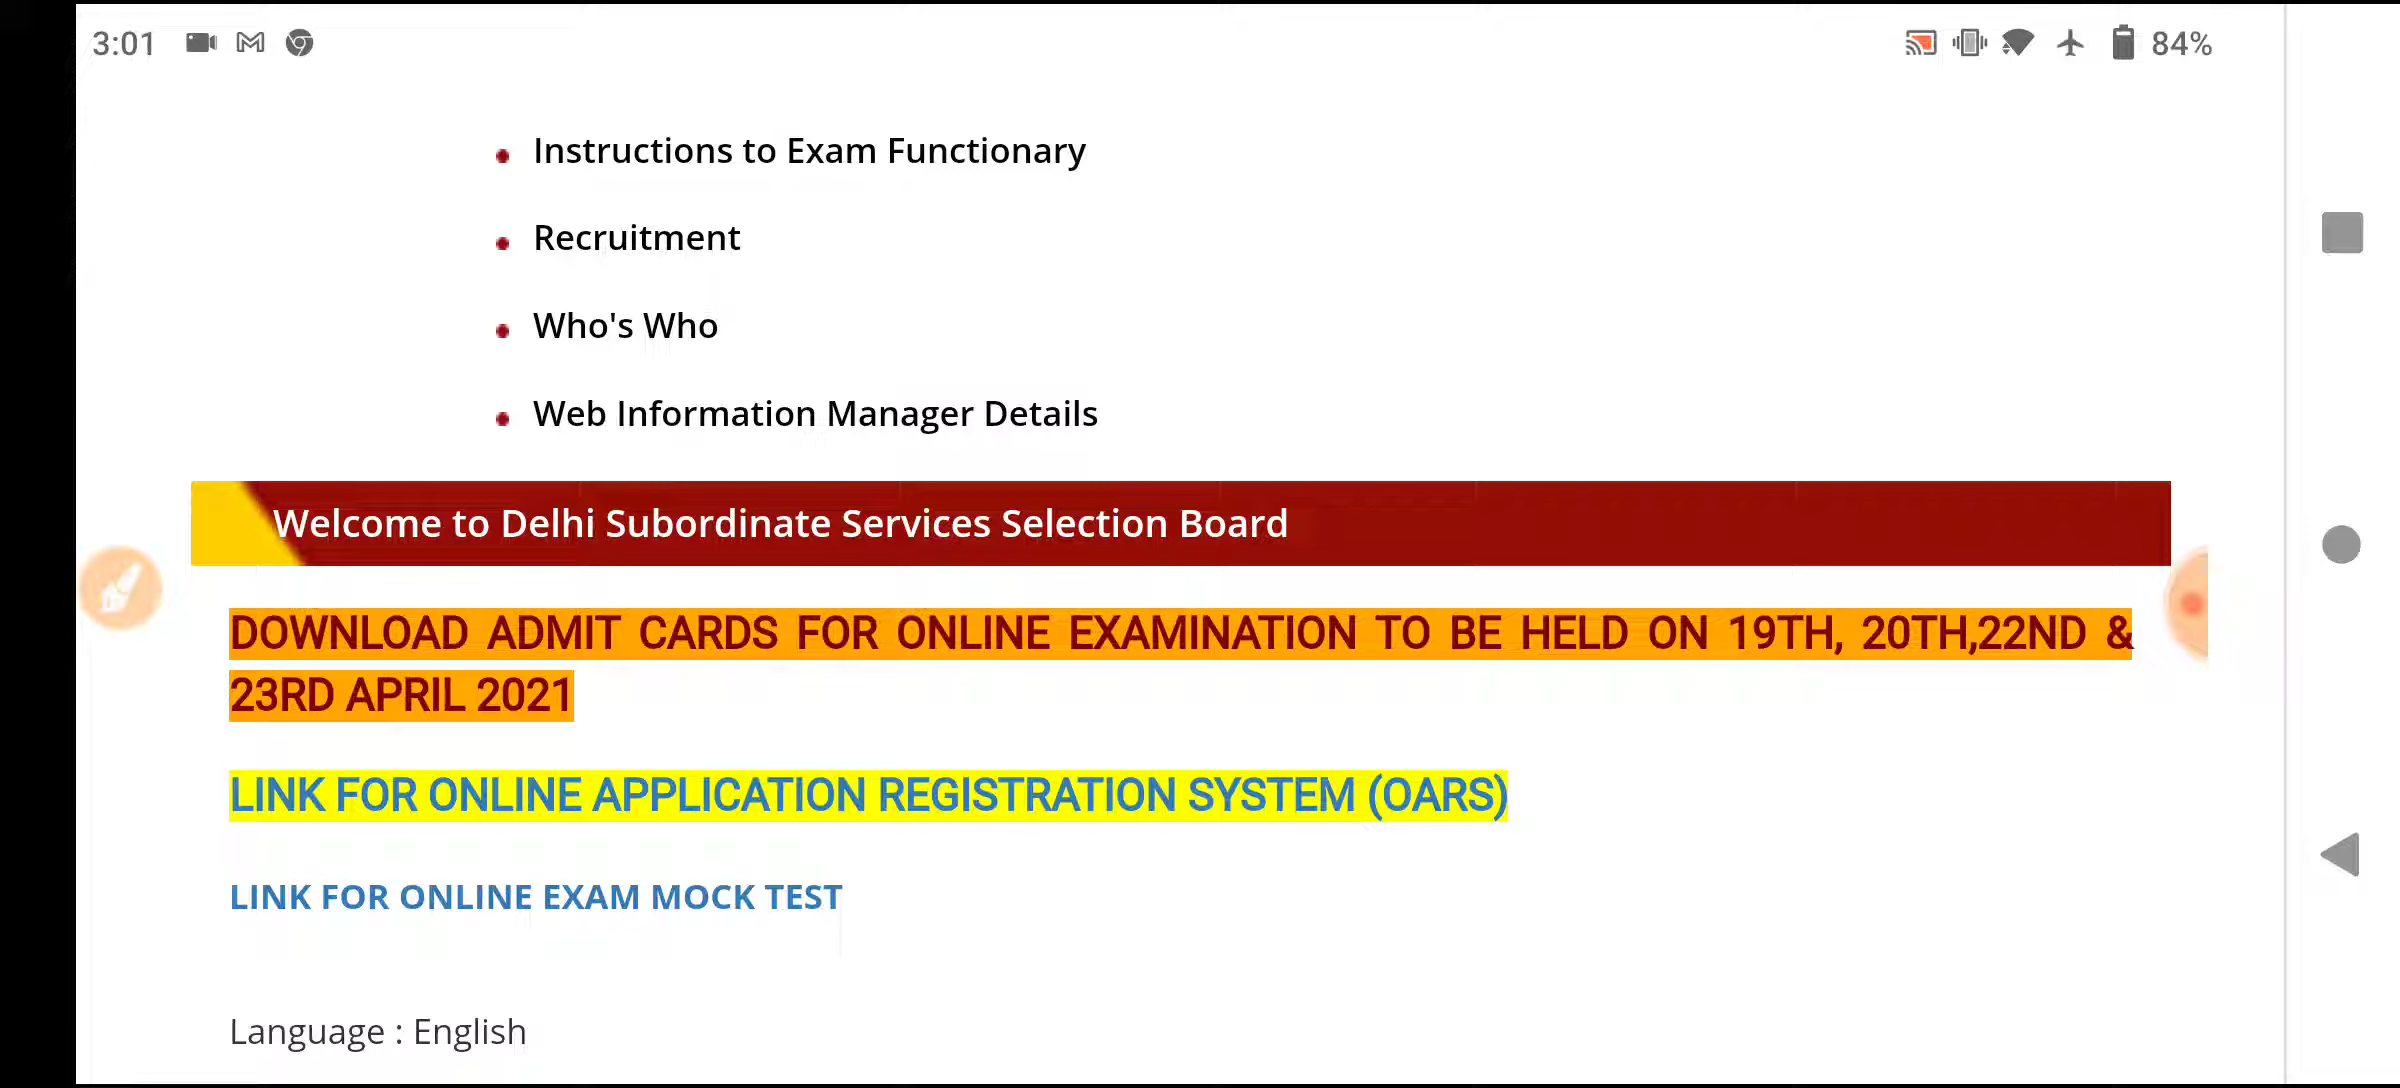 3:01
84%
Instructions to Exam Functionary
Recruitment
Who's Who
Web Information Manager Details
Welcome to Delhi Subordinate Services Selection Board
DOWNLOAD ADMIT CARDS FOR ONLINE EXAMINATION TO BE HELD ON 19TH, 20TH,22ND &
23RD APRIL 2021
LINK FOR ONLINE APPLICATION REGISTRATION SYSTEM (OARS)
LINK FOR ONLINE EXAM MOCK TEST
Language : English